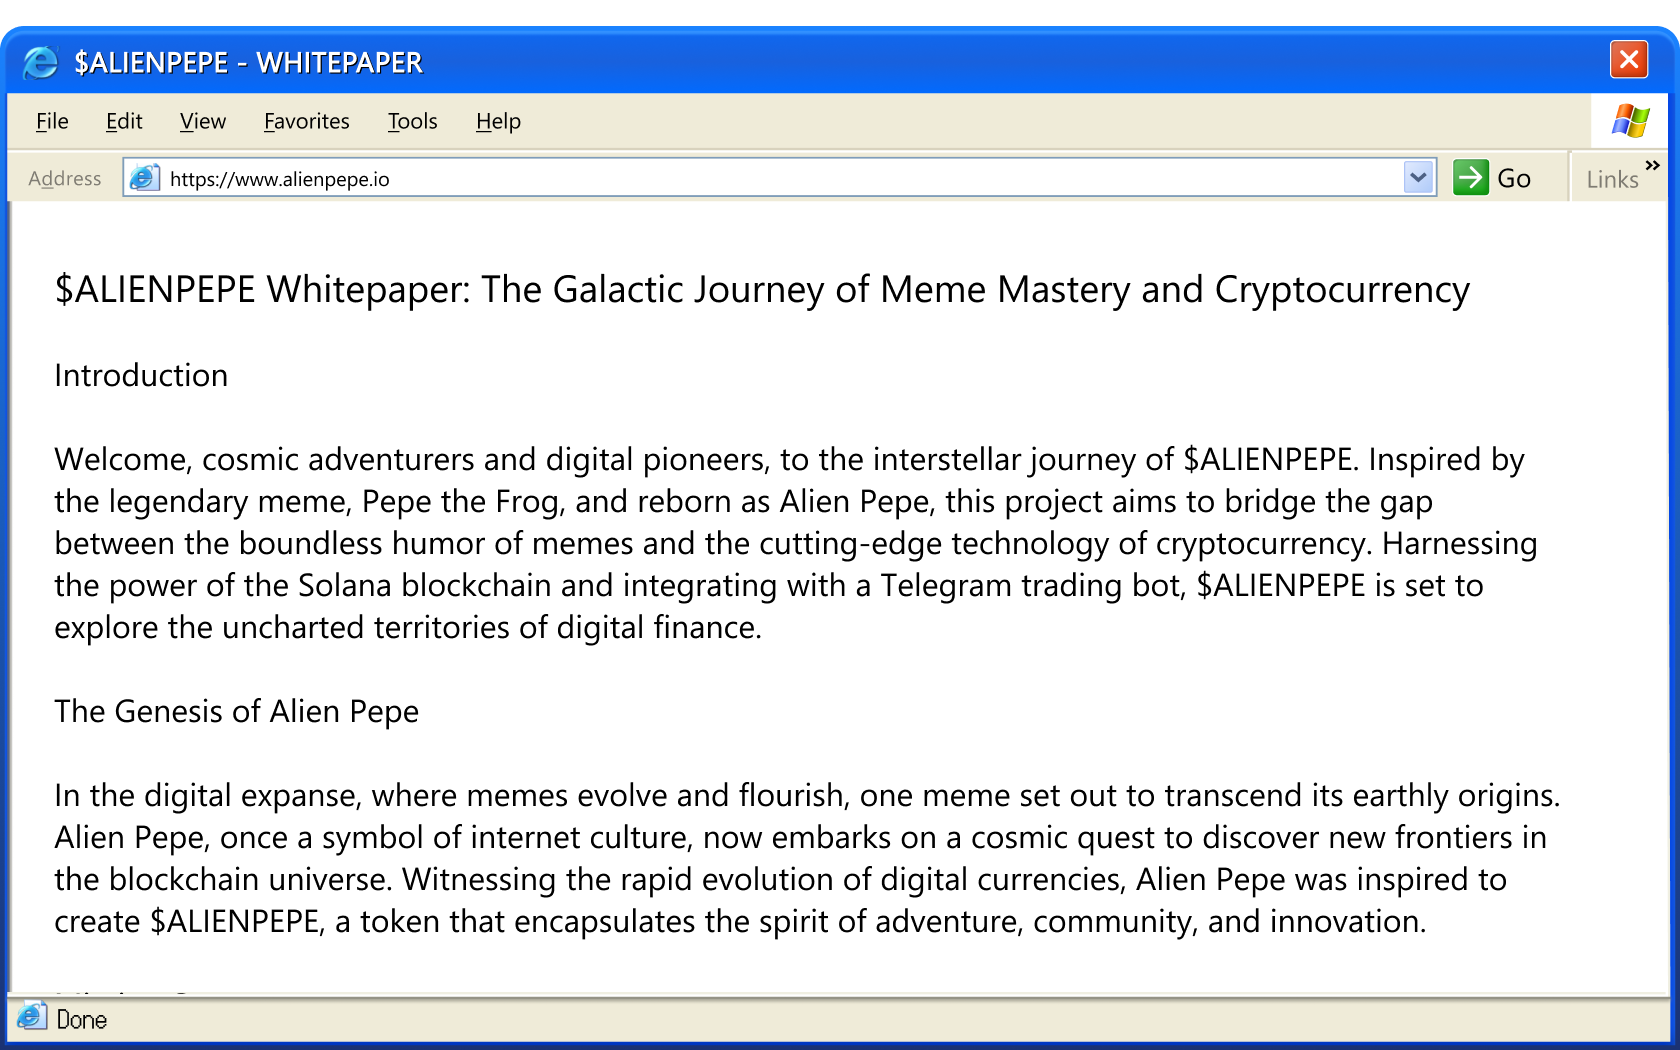 $ALIENPEPE - WHITEPAPER
File Edit View Favorites Tools Help
Address https://www.alienpepe.io Go Links »
$ALIENPEPE Whitepaper: The Galactic Journey of Meme Mastery and Cryptocurrency
Introduction
Welcome, cosmic adventurers and digital pioneers, to the interstellar journey of $ALIENPEPE. Inspired by
the legendary meme, Pepe the Frog, and reborn as Alien Pepe, this project aims to bridge the gap
between the boundless humor of memes and the cutting-edge technology of cryptocurrency. Harnessing
the power of the Solana blockchain and integrating with a Telegram trading bot, $ALIENPEPE is set to
explore the uncharted territories of digital finance.
The Genesis of Alien Pepe
In the digital expanse, where memes evolve and flourish, one meme set out to transcend its earthly origins.
Alien Pepe, once a symbol of internet culture, now embarks on a cosmic quest to discover new frontiers in
the blockchain universe. Witnessing the rapid evolution of digital currencies, Alien Pepe was inspired to
create $ALIENPEPE, a token that encapsulates the spirit of adventure, community, and innovation.
Done